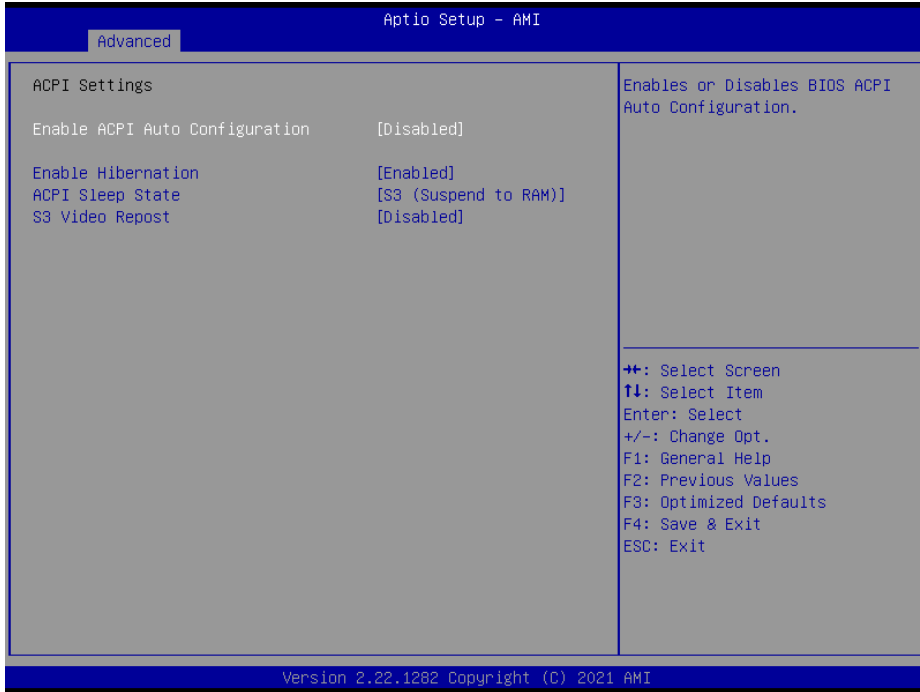 Aptio Setup – AMI
Advanced
ACPI Settings
Enable ACPI Auto Configuration [Disabled]
Enable Hibernation [Enabled]
ACPI Sleep State [S3 (Suspend to RAM)]
S3 Video Repost [Disabled]
Enables or Disables BIOS ACPI
Auto Configuration.
→←: Select Screen
↑↓: Select Item
Enter: Select
+/-: Change Opt.
F1: General Help
F2: Previous Values
F3: Optimized Defaults
F4: Save & Exit
ESC: Exit
Version 2.22.1282 Copyright (C) 2021 AMI